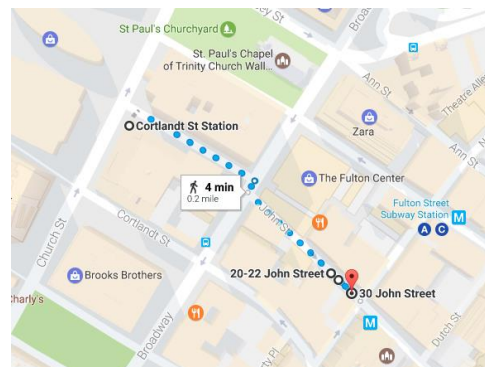 St Paul's Churchyard
St. Paul's Chapel
of Trinity Church Wall...
Ann St
Theatre Alle
Zara
Cortlandt St Station
4 min
0.2 mile
The Fulton Center
Ann St
Fulton Street
Subway Station
M
A C
John St
Church St
Cortlandt St
Brooks Brothers
20-22 John Street
30 John Street
Charly's
Broadway
M
Dutch St